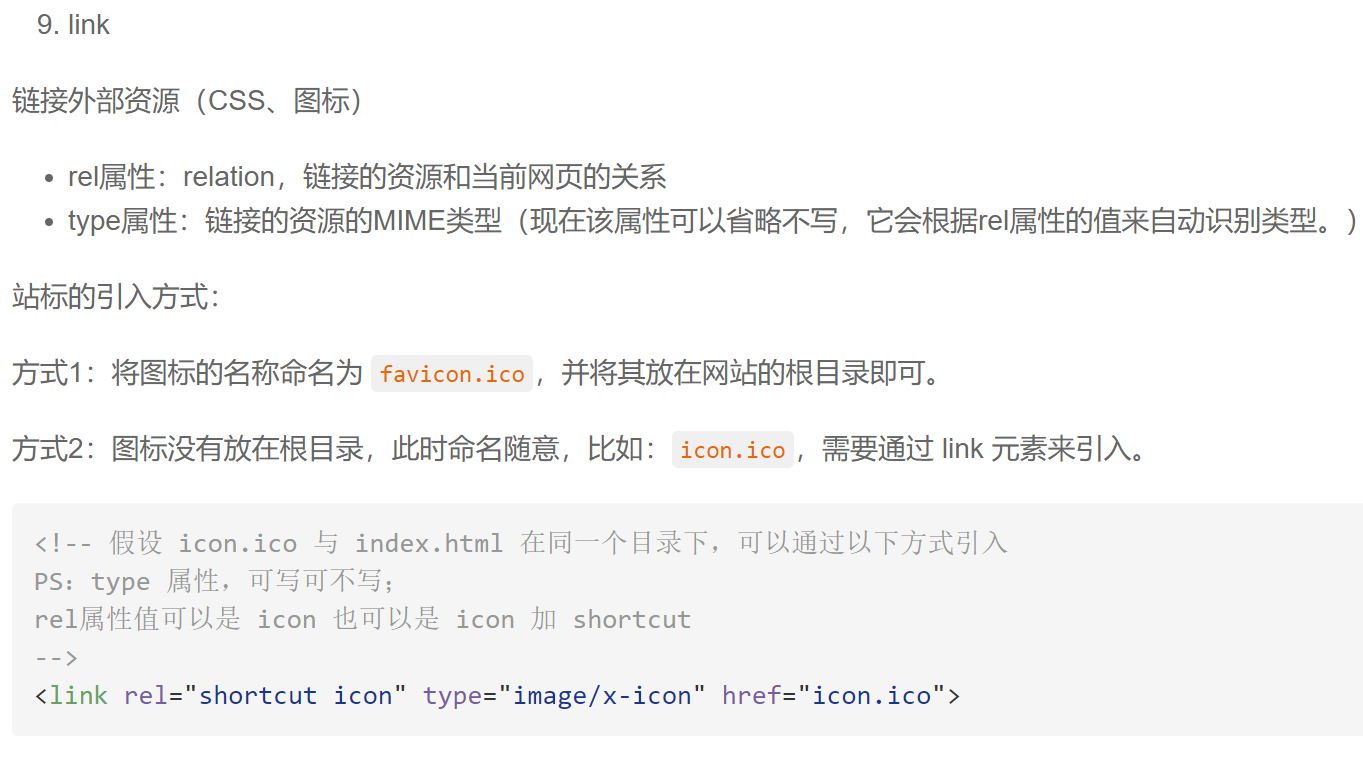 9. link
链接外部资源（CSS、图标）
• rel属性：relation，链接的资源和当前网页的关系
• type属性：链接的资源的MIME类型（现在该属性可以省略不写，它会根据rel属性的值来自动识别类型。）
站标的引入方式：
方式1：将图标的名称命名为 favicon.ico，并将其放在网站的根目录即可。
方式2：图标没有放在根目录，此时命名随意，比如：icon.ico，需要通过 link 元素来引入。
<!-- 假设 icon.ico 与 index.html 在同一个目录下，可以通过以下方式引入
PS：type 属性，可写可不写；
rel属性值可以是 icon 也可以是 icon 加 shortcut
-->
<link rel="shortcut icon" type="image/x-icon" href="icon.ico">